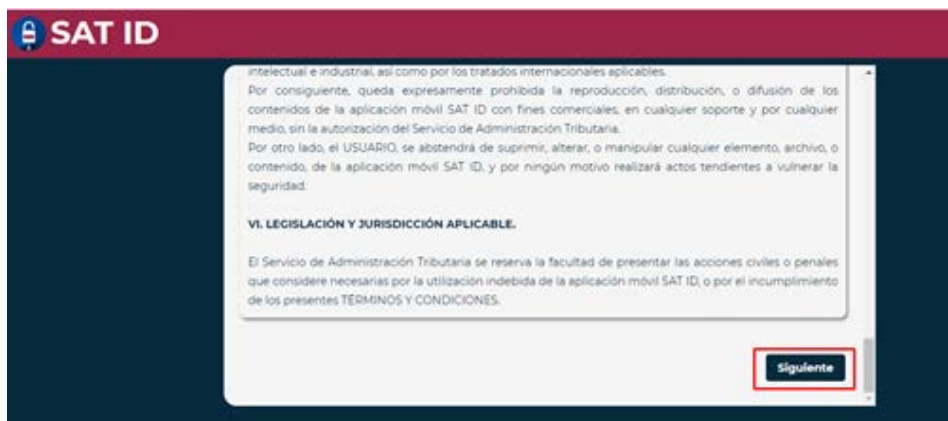 SAT ID
intelectual e industrial, así como por los tratados internacionales aplicables.
Por consiguiente, queda expresamente prohibida la reproducción, distribución, o difusión de los
contenidos de la aplicación móvil SAT ID con fines comerciales, en cualquier soporte y por cualquier
medio, sin la autorización del Servicio de Administración Tributaria.
Por otro lado, el USUARIO, se abstendrá de suprimir, alterar, o manipular cualquier elemento, archivo, o
contenido, de la aplicación móvil SAT ID, y por ningún motivo realizará actos tendientes a vulnerar la
seguridad.
VI. LEGISLACIÓN Y JURISDICCIÓN APLICABLE.
El Servicio de Administración Tributaria se reserva la facultad de presentar las acciones civiles o penales
que considere necesarias por la utilización indebida de la aplicación móvil SAT ID, o por el incumplimiento
de los presentes TÉRMINOS Y CONDICIONES.
Siguiente